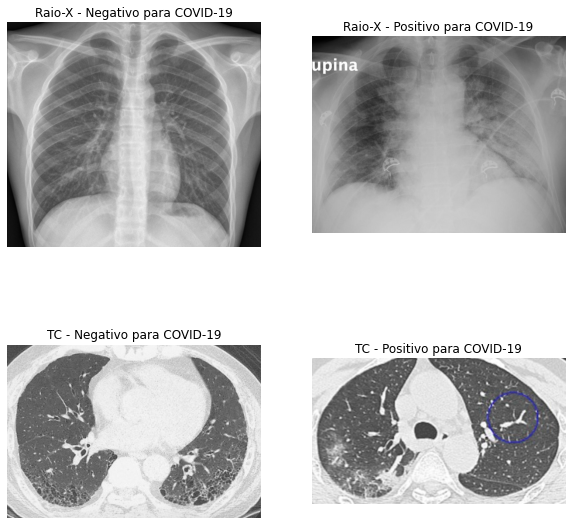 Raio-X - Negativo para COVID-19
Raio-X - Positivo para COVID-19
upina
TC - Negativo para COVID-19
TC - Positivo para COVID-19